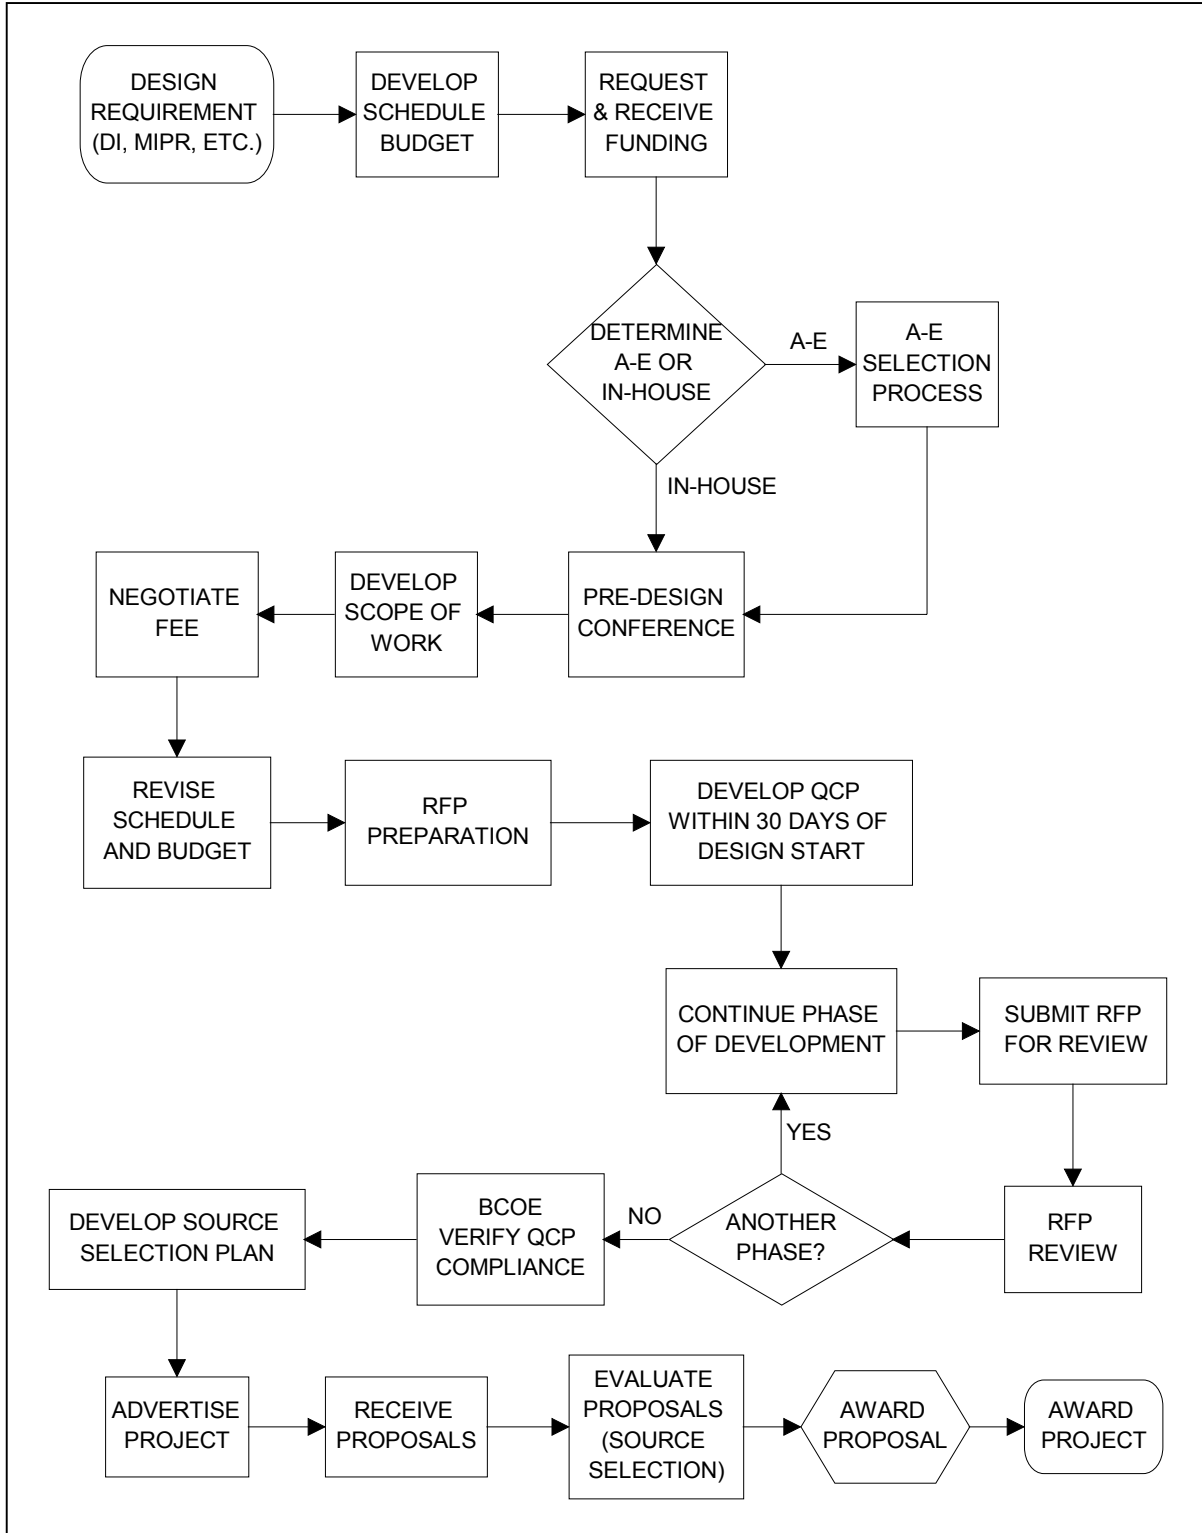 DESIGN
REQUIREMENT
(DI, MIPR, ETC.)
DEVELOP
SCHEDULE
BUDGET
REQUEST
& RECEIVE
FUNDING
DETERMINE
A-E OR
IN-HOUSE
A-E
A-E
SELECTION
PROCESS
IN-HOUSE
NEGOTIATE
FEE
DEVELOP
SCOPE OF
WORK
PRE-DESIGN
CONFERENCE
REVISE
SCHEDULE
AND BUDGET
RFP
PREPARATION
DEVELOP QCP
WITHIN 30 DAYS OF
DESIGN START
CONTINUE PHASE
OF DEVELOPMENT
SUBMIT RFP
FOR REVIEW
YES
DEVELOP SOURCE
SELECTION PLAN
BCOE
VERIFY QCP
COMPLIANCE
NO
ANOTHER
PHASE?
RFP
REVIEW
ADVERTISE
PROJECT
RECEIVE
PROPOSALS
EVALUATE
PROPOSALS
(SOURCE
SELECTION)
AWARD
PROPOSAL
AWARD
PROJECT